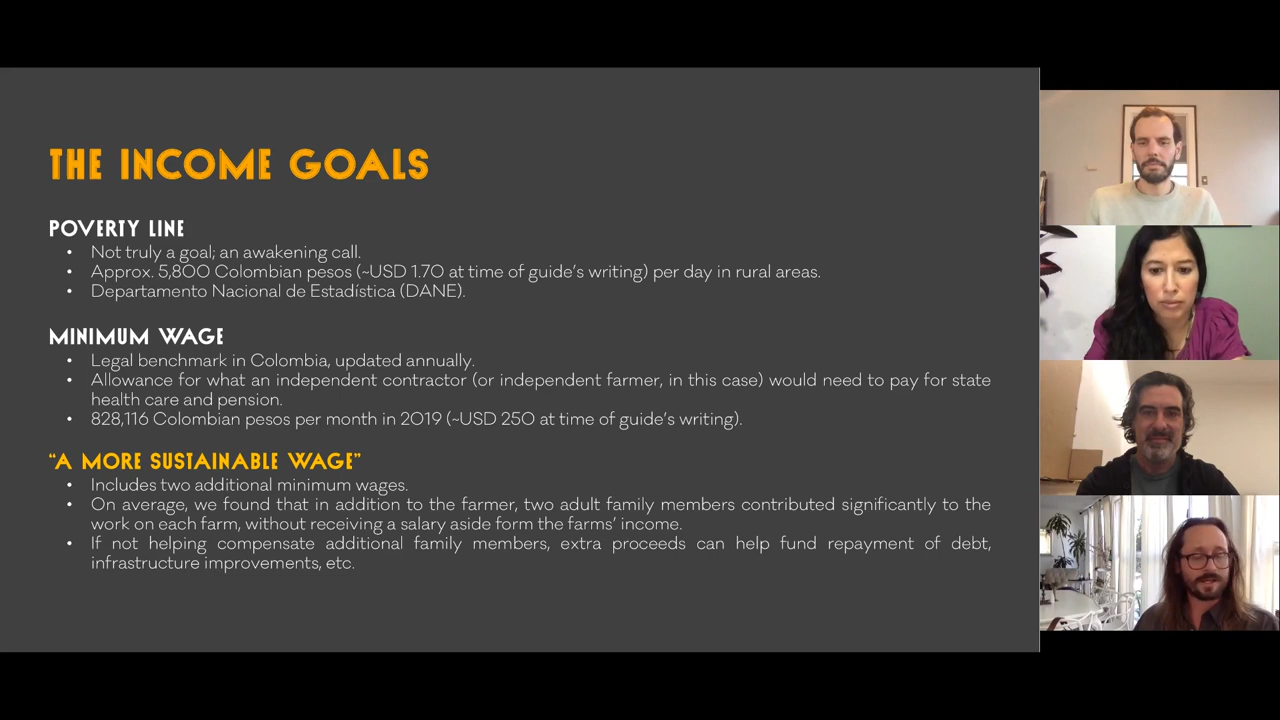 THE INCOME GOALS
POVERTY LINE
• Not truly a goal; an awakening call.
• Approx. 5,800 Colombian pesos (~USD 1.70 at time of guide's writing) per day in rural areas.
• Departamento Nacional de Estadística (DANE).
MINIMUM WAGE
• Legal benchmark in Colombia, updated annually.
• Allowance for what an independent contractor (or independent farmer, in this case) would need to pay for state
health care and pension.
• 828,116 Colombian pesos per month in 2019 (~USD 250 at time of guide's writing).
"A MORE SUSTAINABLE WAGE"
• Includes two additional minimum wages.
• On average, we found that in addition to the farmer, two adult family members contributed significantly to the
work on each farm, without receiving a salary aside form the farms' income.
• If not helping compensate additional family members, extra proceeds can help fund repayment of debt,
infrastructure improvements, etc.